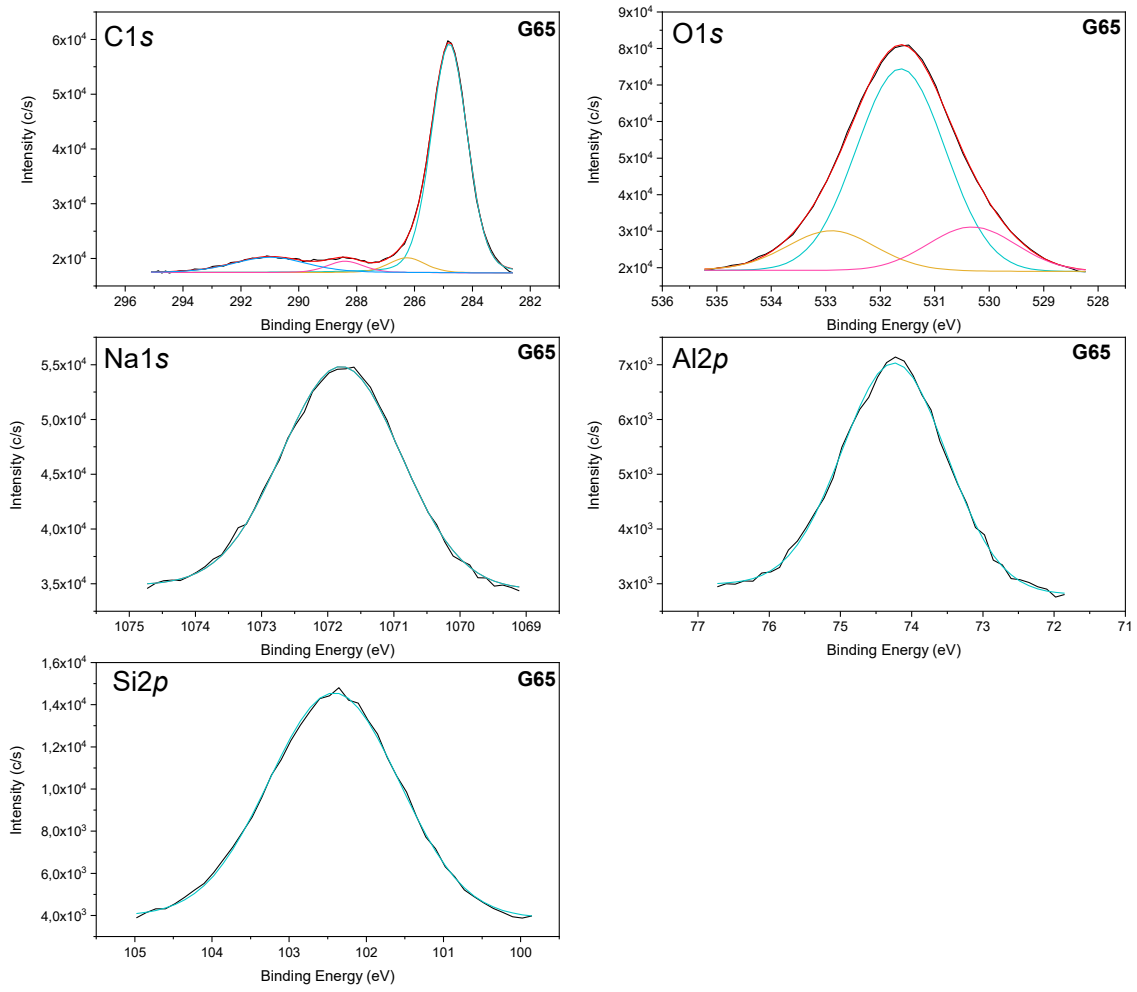 C1s
G65
6x10⁴
5x10⁴
4x10⁴
3x10⁴
2x10⁴
Intensity (c/s)
296 294 292 290 288 286 284 282
Binding Energy (eV)
O1s
G65
9x10⁴
8x10⁴
7x10⁴
6x10⁴
5x10⁴
4x10⁴
3x10⁴
2x10⁴
Intensity (c/s)
536 535 534 533 532 531 530 529 528
Binding Energy (eV)
Na1s
G65
5,5x10⁴
5,0x10⁴
4,5x10⁴
4,0x10⁴
3,5x10⁴
Intensity (c/s)
1075 1074 1073 1072 1071 1070 1069
Binding Energy (eV)
Al2p
G65
7x10³
6x10³
5x10³
4x10³
3x10³
Intensity (c/s)
77 76 75 74 73 72 71
Binding Energy (eV)
Si2p
G65
1,6x10⁴
1,4x10⁴
1,2x10⁴
1,0x10⁴
8,0x10³
6,0x10³
4,0x10³
Intensity (c/s)
105 104 103 102 101 100
Binding Energy (eV)